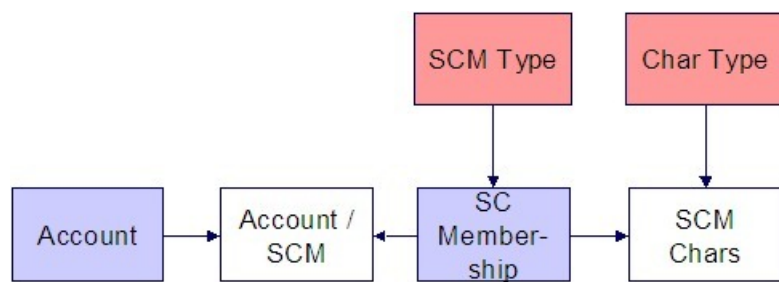 SCM Type
Char Type
Account
Account /
SCM
SC
Member-
ship
SCM
Chars